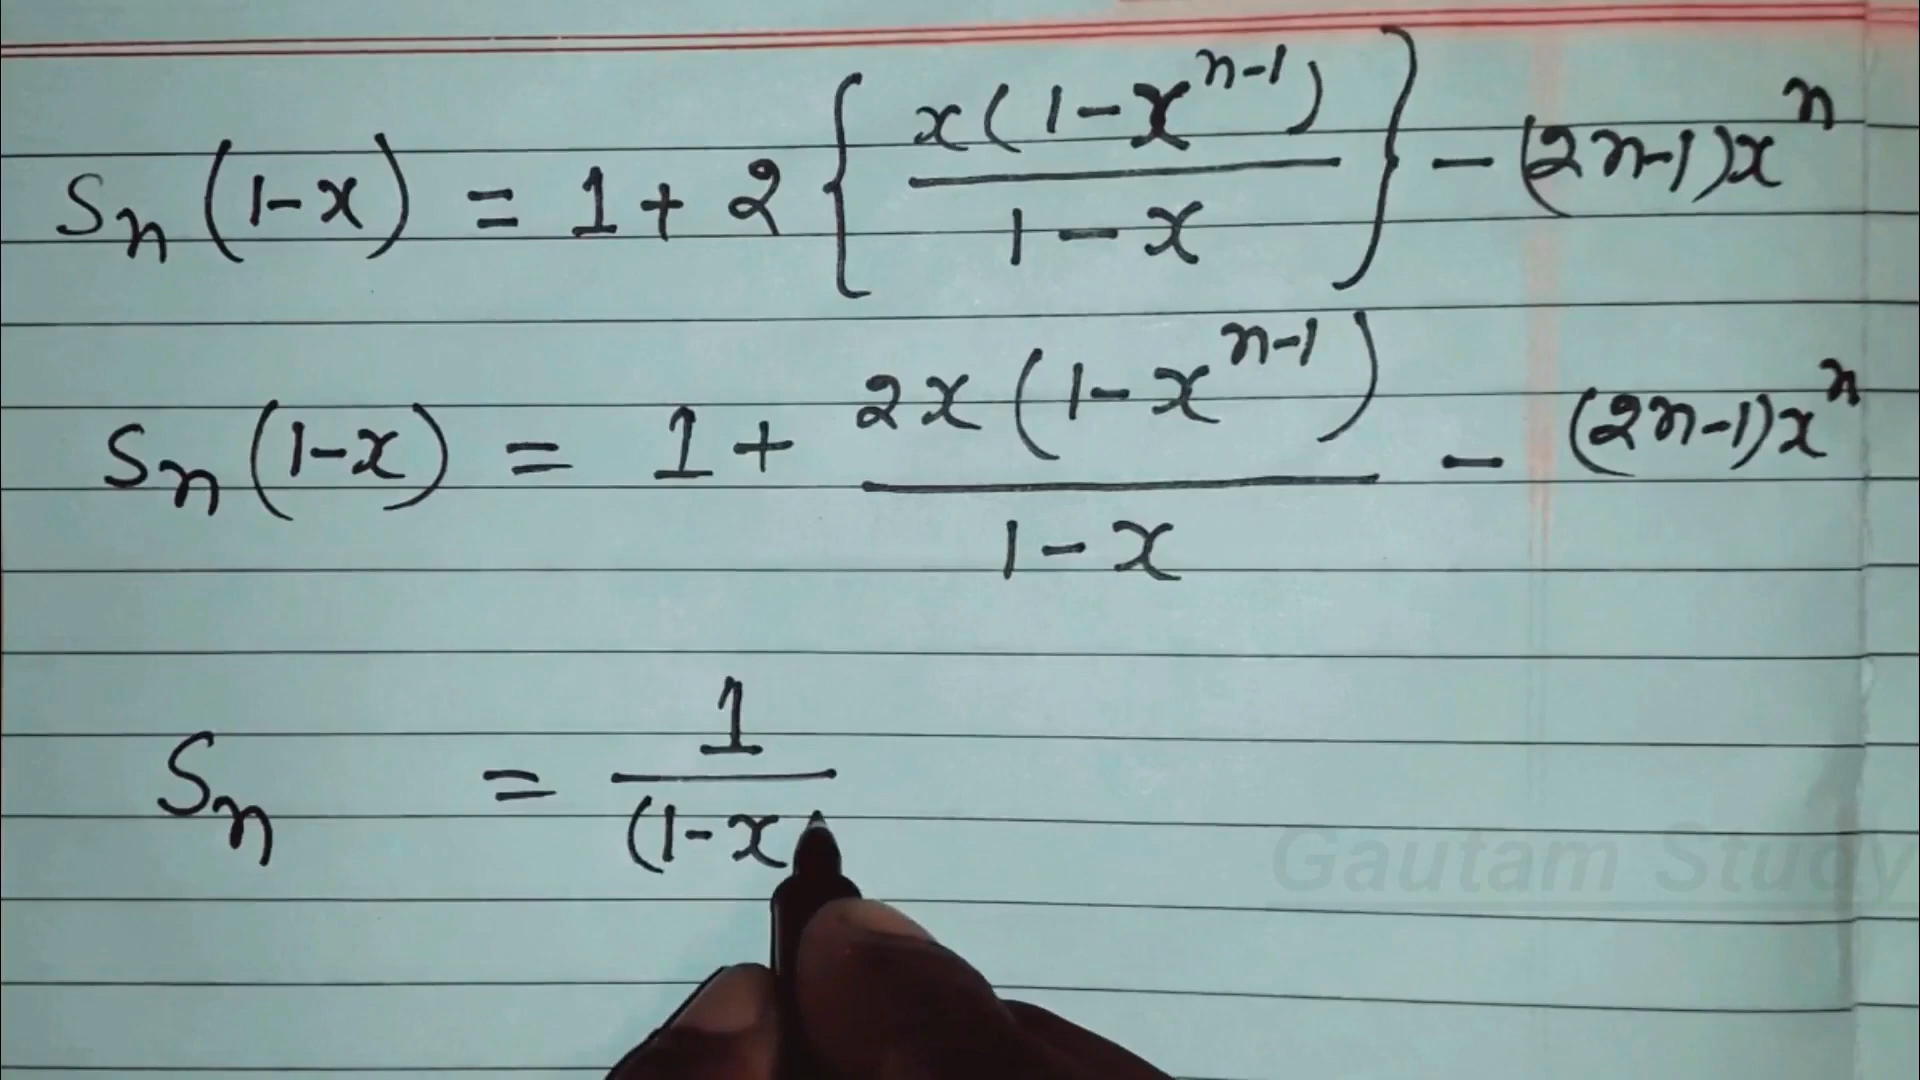 Sn (1-x) = 1 + 2 { x(1-x^(n-1)) / (1-x) } - (2n-1)x^n
Sn (1-x) = 1 + 2x(1-x^(n-1)) / (1-x) - (2n-1)x^n
Sn = 1 / (1-x
Gautam Study